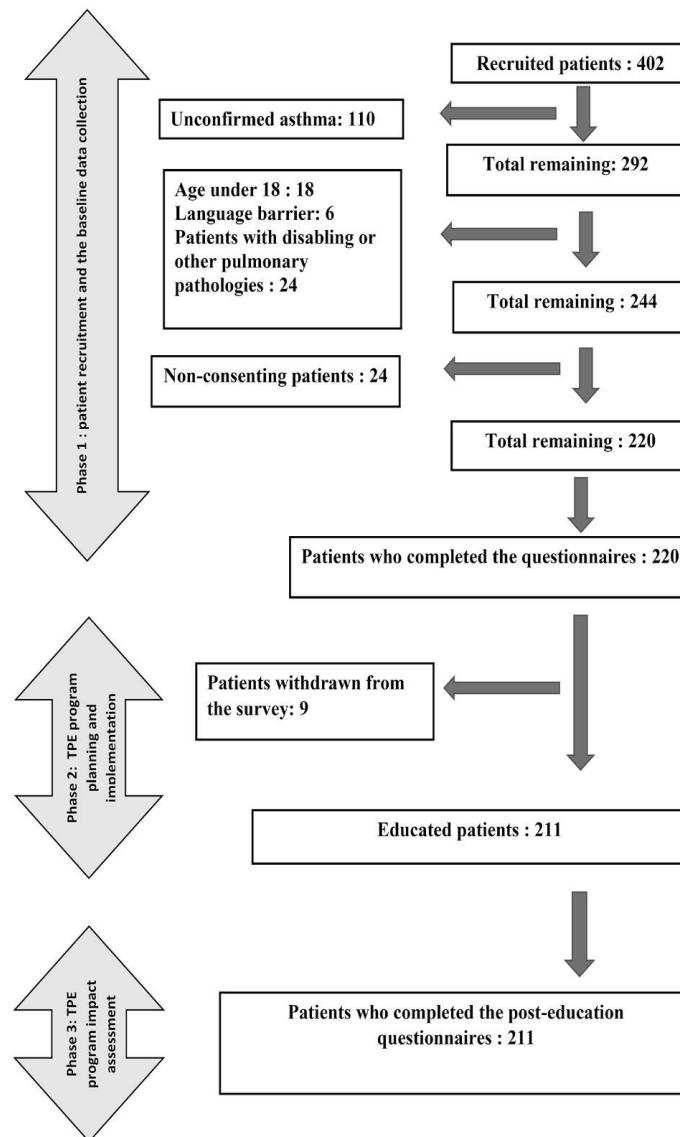 Phase 1 : patient recruitment and the baseline data collection
Recruited patients : 402
Unconfirmed asthma: 110
Total remaining: 292
Age under 18 : 18
Language barrier: 6
Patients with disabling or
other pulmonary
pathologies : 24
Total remaining : 244
Non-consenting patients : 24
Total remaining : 220
Patients who completed the questionnaires : 220
Phase 2:  TPE program
planning and
implementation
Patients withdrawn from
the survey: 9
Educated patients : 211
Phase 3: TPE
program impact
assessment
Patients who completed the post-education
questionnaires : 211